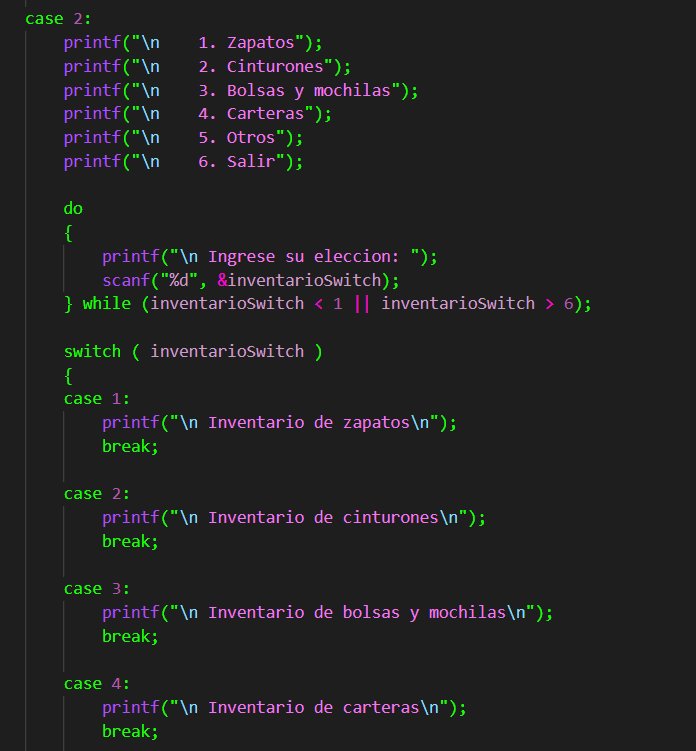 case 2:
printf("\n    1. Zapatos");
printf("\n    2. Cinturones");
printf("\n    3. Bolsas y mochilas");
printf("\n    4. Carteras");
printf("\n    5. Otros");
printf("\n    6. Salir");
do
{
printf("\n Ingrese su eleccion: ");
scanf("%d", &inventarioSwitch);
} while (inventarioSwitch < 1 || inventarioSwitch > 6);
switch ( inventarioSwitch )
{
case 1:
printf("\n Inventario de zapatos\n");
break;
case 2:
printf("\n Inventario de cinturones\n");
break;
case 3:
printf("\n Inventario de bolsas y mochilas\n");
break;
case 4:
printf("\n Inventario de carteras\n");
break;